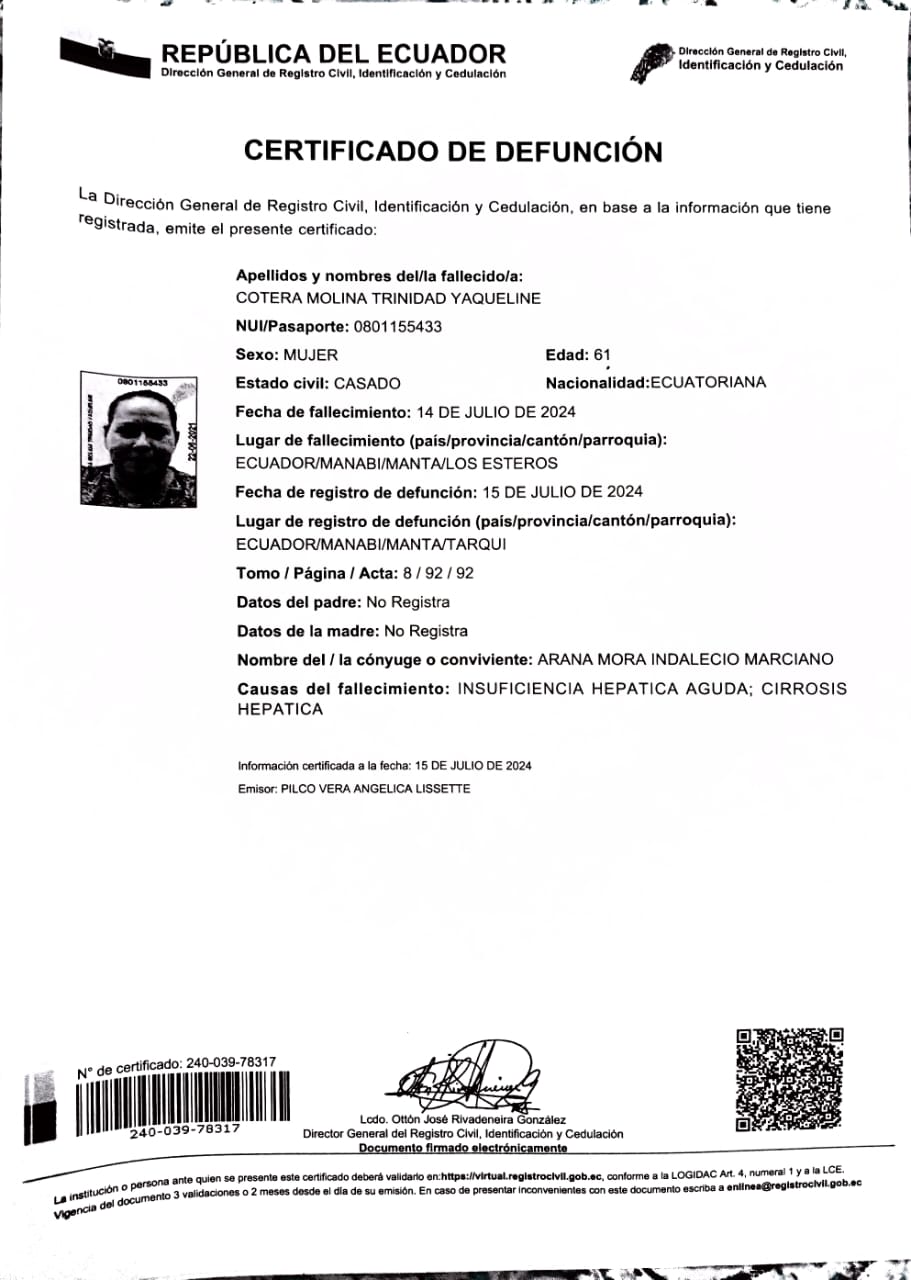 REPÚBLICA DEL ECUADOR
Dirección General de Registro Civil, Identificación y Cedulación
Dirección General de Registro Civil,
Identificación y Cedulación
CERTIFICADO DE DEFUNCIÓN
La Dirección General de Registro Civil, Identificación y Cedulación, en base a la información que tiene
registrada, emite el presente certificado:
Apellidos y nombres del/la fallecido/a:
COTERA MOLINA TRINIDAD YAQUELINE
NUI/Pasaporte: 0801155433
Sexo: MUJER Edad: 61
Estado civil: CASADO Nacionalidad:ECUATORIANA
Fecha de fallecimiento: 14 DE JULIO DE 2024
Lugar de fallecimiento (país/provincia/cantón/parroquia):
ECUADOR/MANABI/MANTA/LOS ESTEROS
Fecha de registro de defunción: 15 DE JULIO DE 2024
Lugar de registro de defunción (país/provincia/cantón/parroquia):
ECUADOR/MANABI/MANTA/TARQUI
Tomo / Página / Acta: 8 / 92 / 92
Datos del padre: No Registra
Datos de la madre: No Registra
Nombre del / la cónyuge o conviviente: ARANA MORA INDALECIO MARCIANO
Causas del fallecimiento: INSUFICIENCIA HEPATICA AGUDA; CIRROSIS
HEPATICA
0801155433
22-06-2021
Información certificada a la fecha: 15 DE JULIO DE 2024
Emisor: PILCO VERA ANGELICA LISSETTE
N° de certificado: 240-039-78317
240-039-78317
Lcdo. Ottón José Rivadeneira González
Director General del Registro Civil, Identificación y Cedulación
Documento firmado electrónicamente
La institución o persona ante quien se presente este certificado deberá validarlo en:https://virtual.registrocivil.gob.ec, conforme a la LOGIDAC Art. 4, numeral 1 y a la LCE.
Vigencia del documento 3 validaciones o 2 meses desde el día de su emisión. En caso de presentar inconvenientes con este documento escriba a enlinea@registrocivil.gob.ec